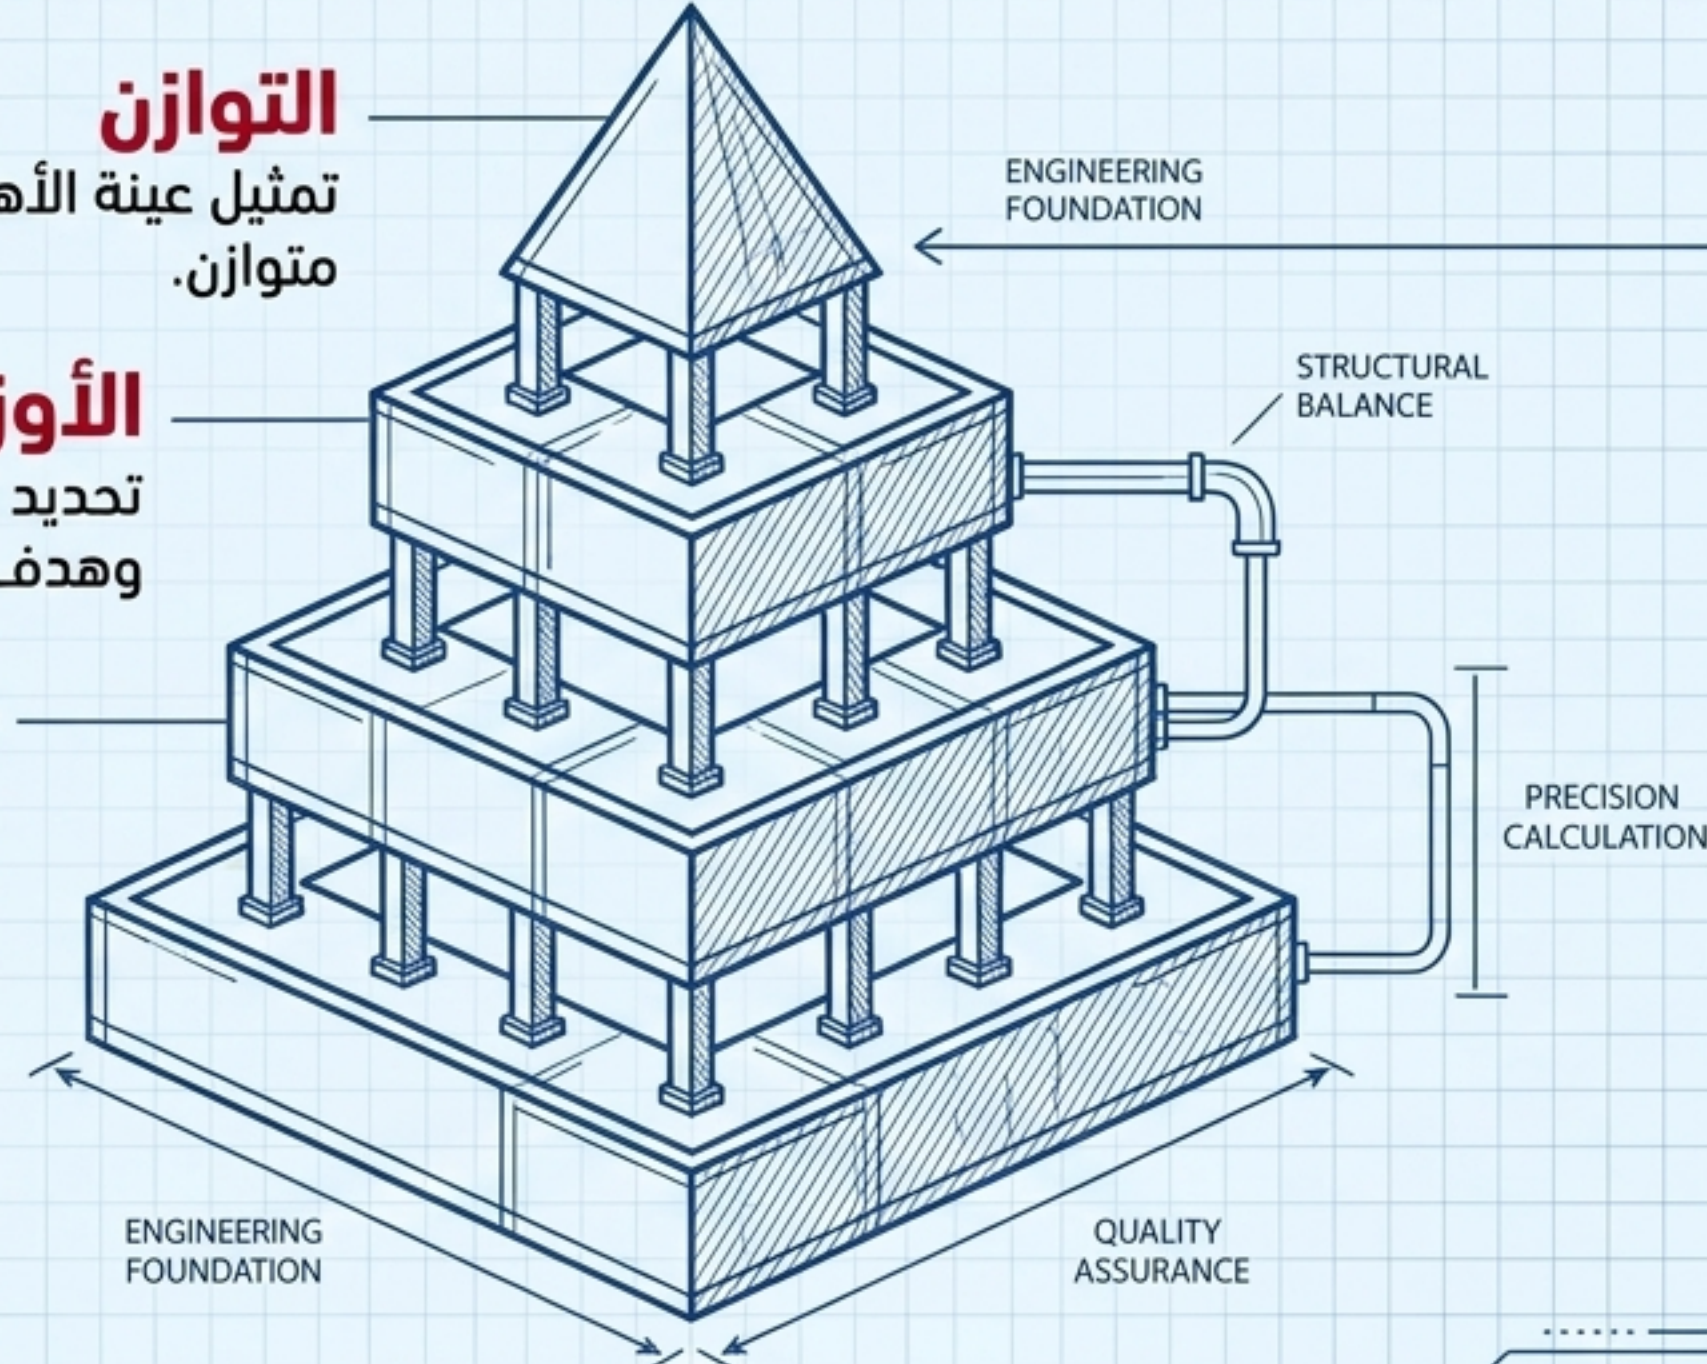 التوازن
تمثيل عينة
متوازن.
ENGINEERING
FOUNDATION
STRUCTURAL
BALANCE
تحديد
PRECISION
CALCULATION
ENGINEERING
FOUNDATION
QUALITY
ASSURANCE